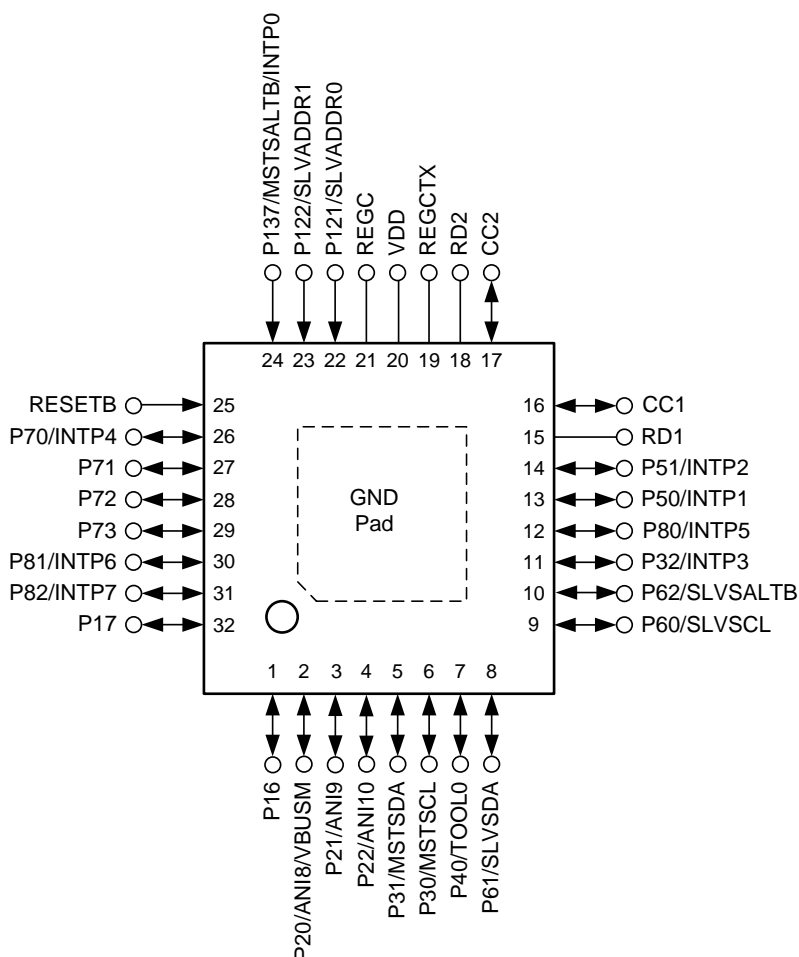 P137/MSTSALTB/INTP0
P122/SLVADDR1
P121/SLVADDR0
REGC
VDD
REGCTX
RD2
CC2
24
23
22
21
20
19
18
17
RESETB
25
P70/INTP4
26
P71
27
P72
28
P73
29
P81/INTP6
30
P82/INTP7
31
P17
32
GND
Pad
16
CC1
15
RD1
14
P51/INTP2
13
P50/INTP1
12
P80/INTP5
11
P32/INTP3
10
P62/SLVSALTB
9
P60/SLVSCL
1
2
3
4
5
6
7
8
P16
P20/ANI8/VBUSM
P21/ANI9
P22/ANI10
P31/MSTSDA
P30/MSTSCL
P40/TOOL0
P61/SLVSDA